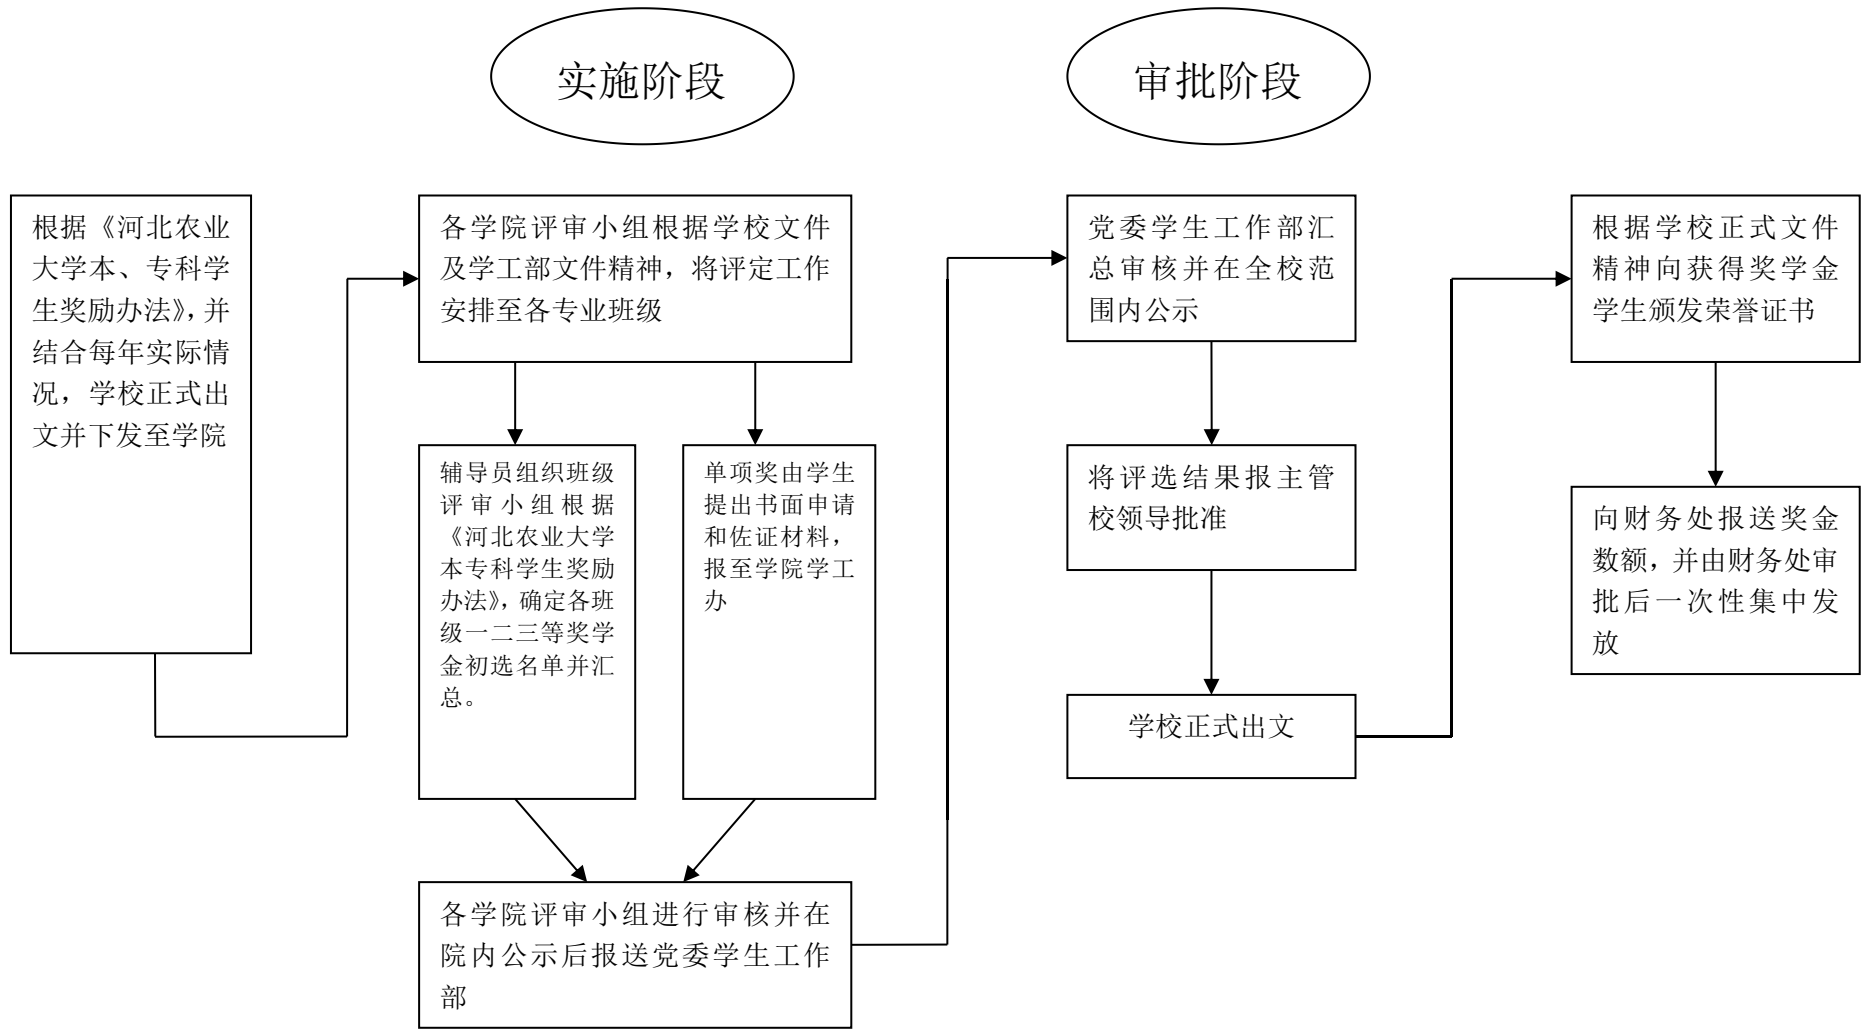 实施阶段
审批阶段
根据《河北农业
大学本、专科学
生奖励办法》，并
结合每年实际情
况，学校正式出
文并下发至学院
各学院评审小组根据学校文件
及学工部文件精神，将评定工作
安排至各专业班级
辅导员组织班级
评审小组根据
《河北农业大学
本专科学生奖励
办法》，确定各班
级一二三等奖学
金初选名单并汇
总。
单项奖由学生
提出书面申请
和佐证材料，
报至学院学工
办
各学院评审小组进行审核并在
院内公示后报送党委学生工作
部
党委学生工作部汇
总审核并在全校范
围内公示
将评选结果报主管
校领导批准
学校正式出文
根据学校正式文件
精神向获得奖学金
学生颁发荣誉证书
向财务处报送奖金
数额，并由财务处审
批后一次性集中发
放